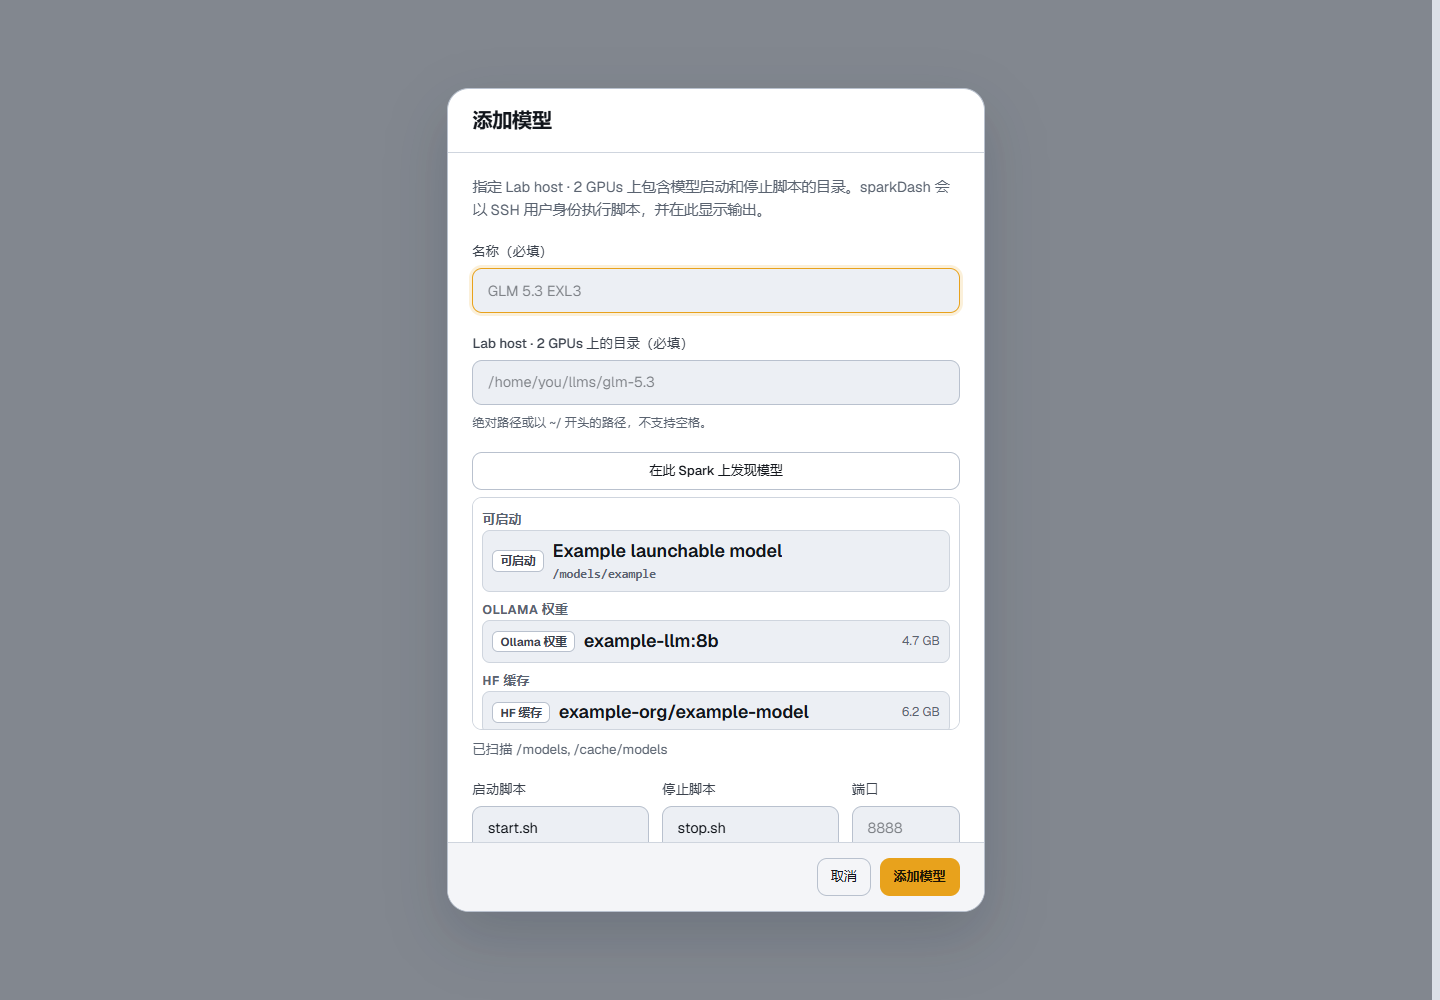 添加模型
指定 Lab host · 2 GPUs 上包含模型启动和停止脚本的目录。sparkDash 会
以 SSH 用户身份执行脚本，并在此显示输出。
名称（必填）
GLM 5.3 EXL3
Lab host · 2 GPUs 上的目录（必填）
/home/you/llms/glm-5.3
绝对路径或以 ~/ 开头的路径，不支持空格。
在此 Spark 上发现模型
可启动
可启动 Example launchable model
/models/example
OLLAMA 权重
Ollama 权重 example-llm:8b 4.7 GB
HF 缓存
HF 缓存 example-org/example-model 6.2 GB
已扫描 /models, /cache/models
启动脚本 停止脚本 端口
start.sh stop.sh 8888
取消 添加模型